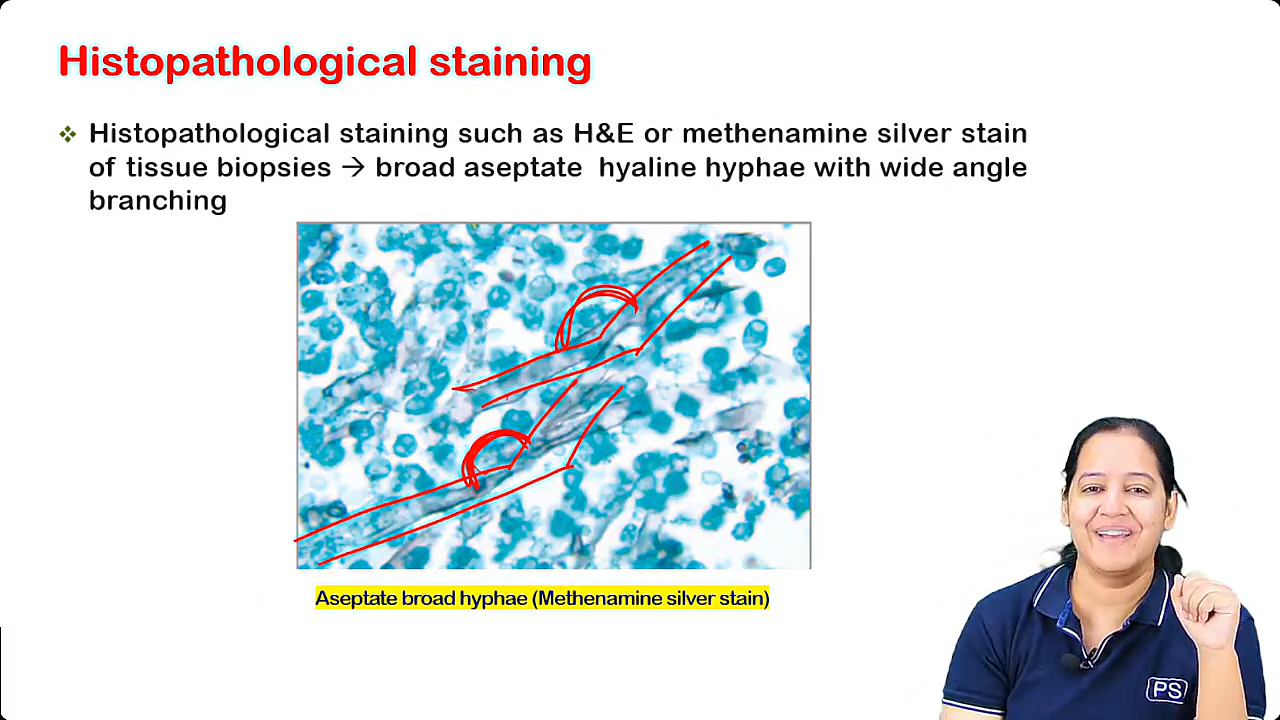 Histopathological staining
❖ Histopathological staining such as H&E or methenamine silver stain
of tissue biopsies → broad aseptate hyaline hyphae with wide angle
branching
Aseptate broad hyphae (Methenamine silver stain)
PS